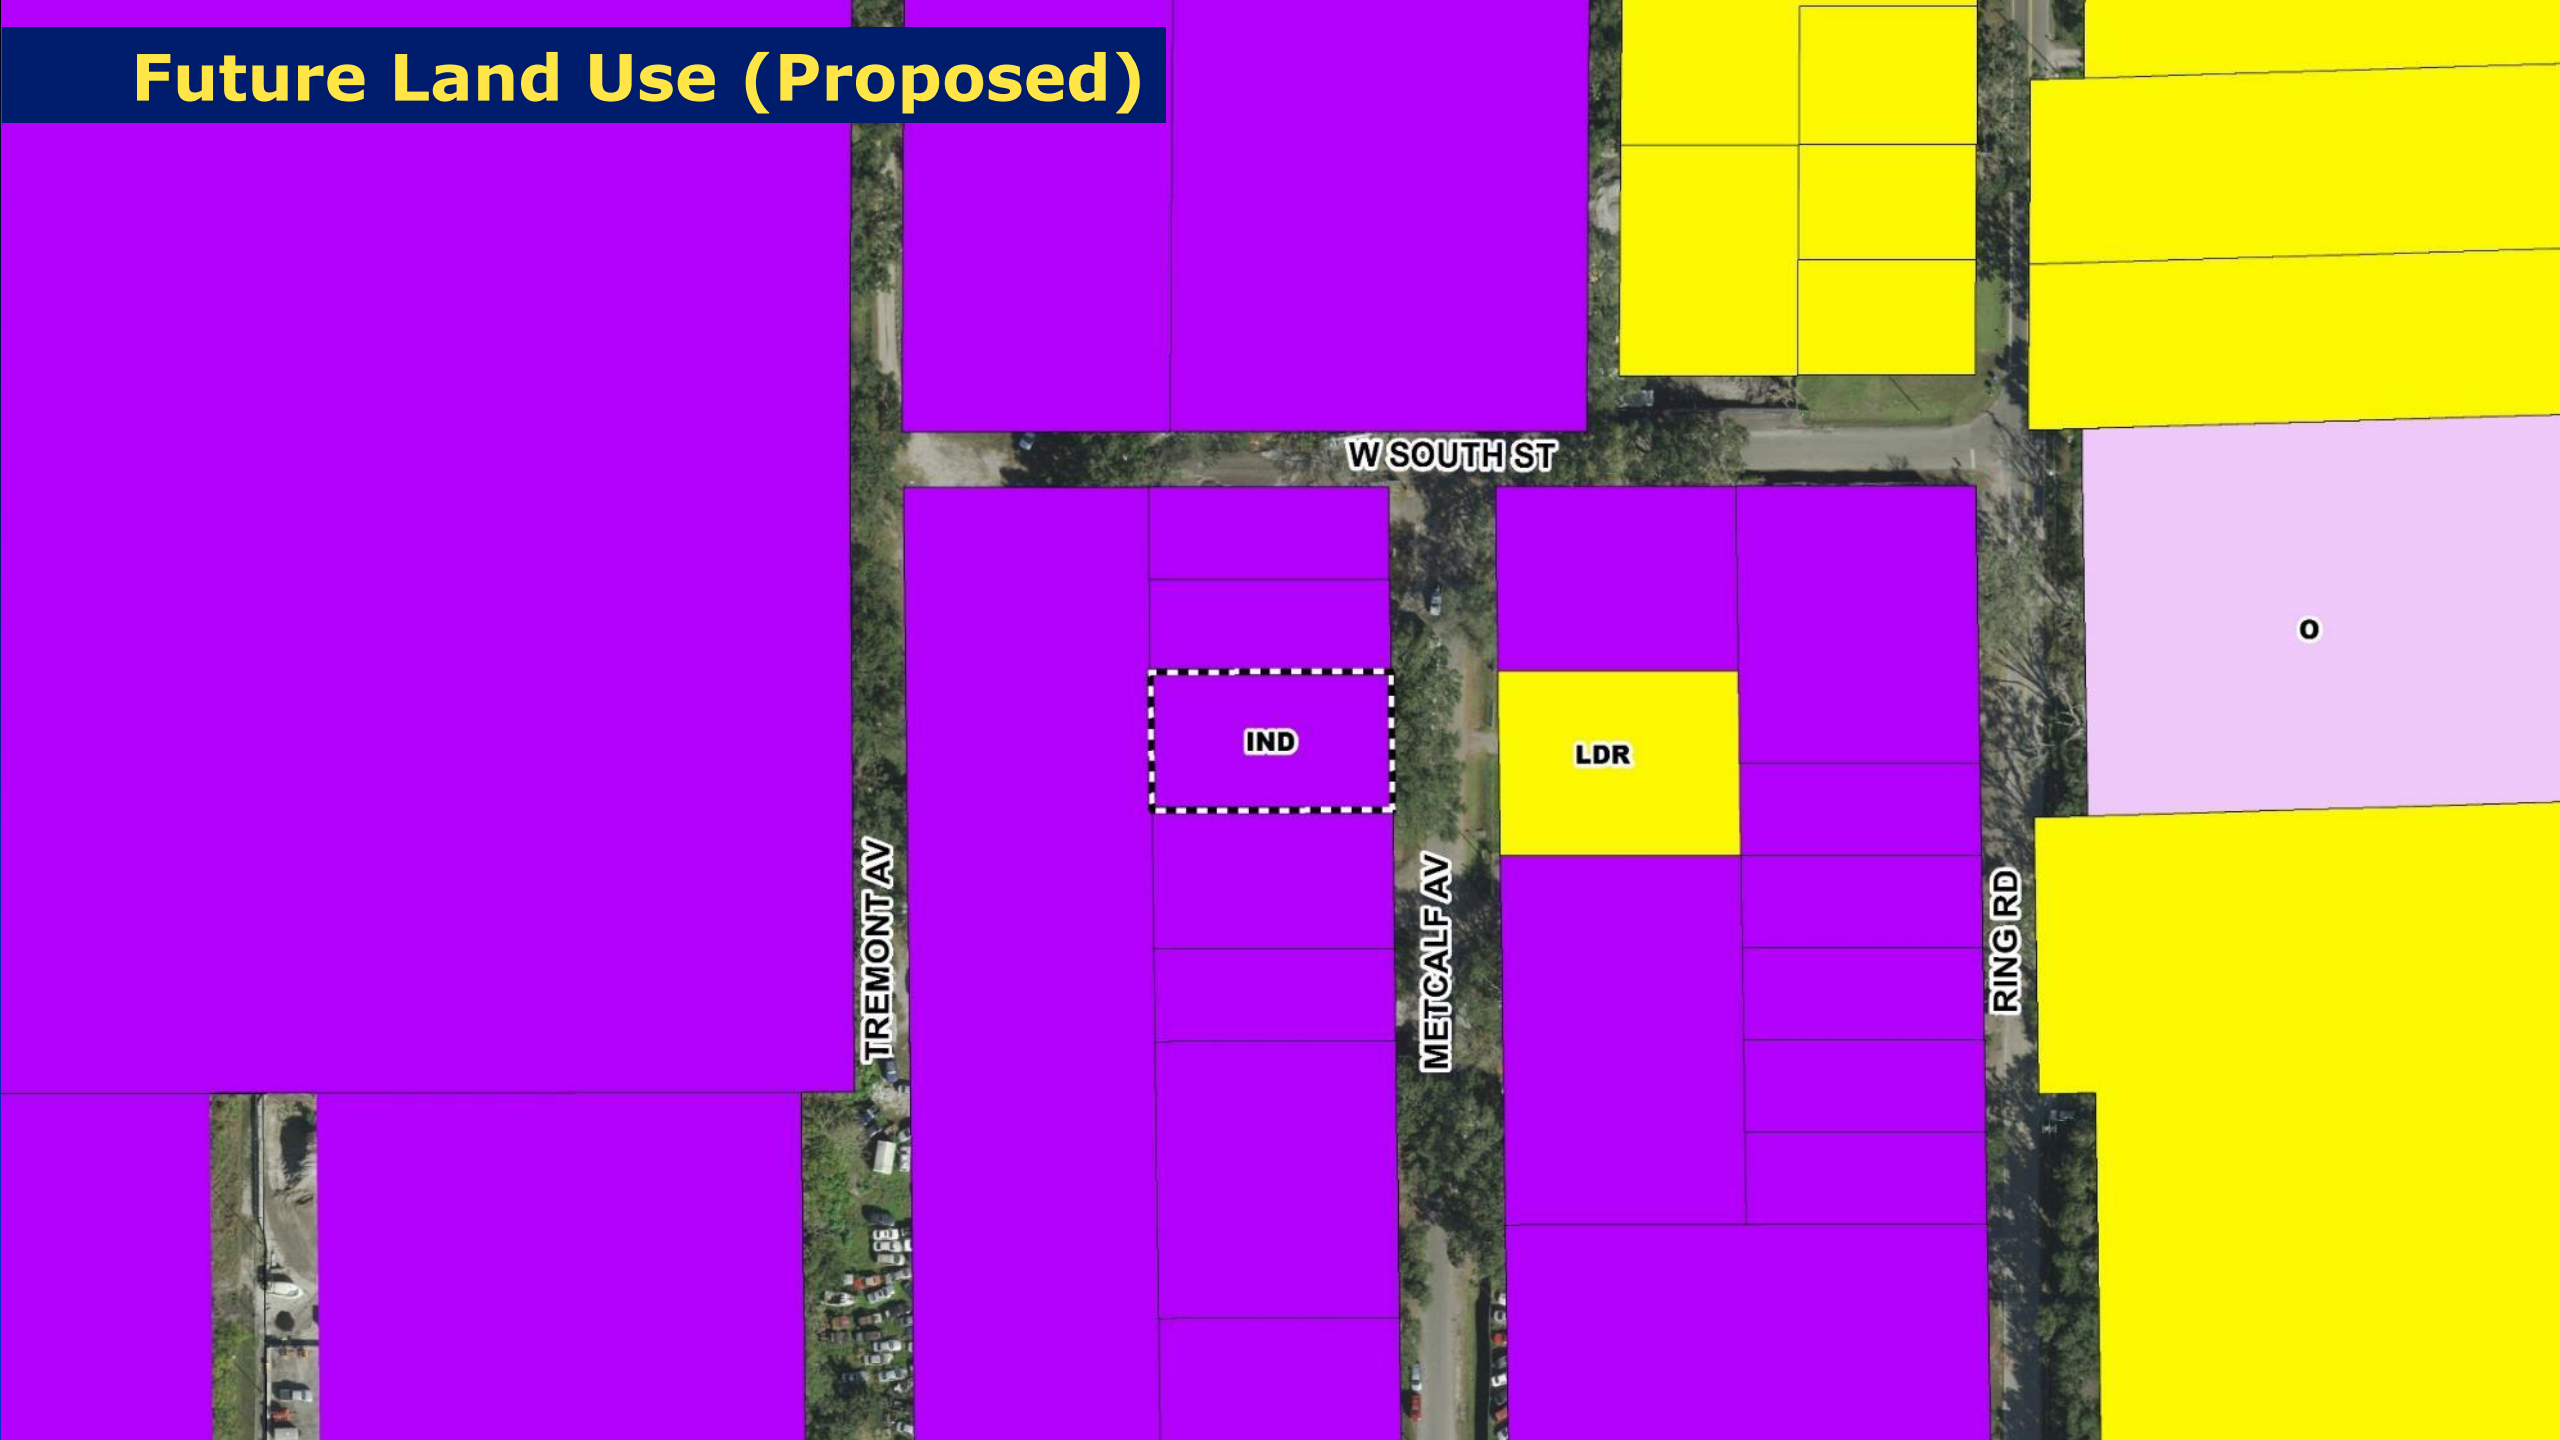 Future Land Use (Proposed)
W SOUTH ST
O
IND
LDR
TREMONT AV
METCALF AV
RING RD